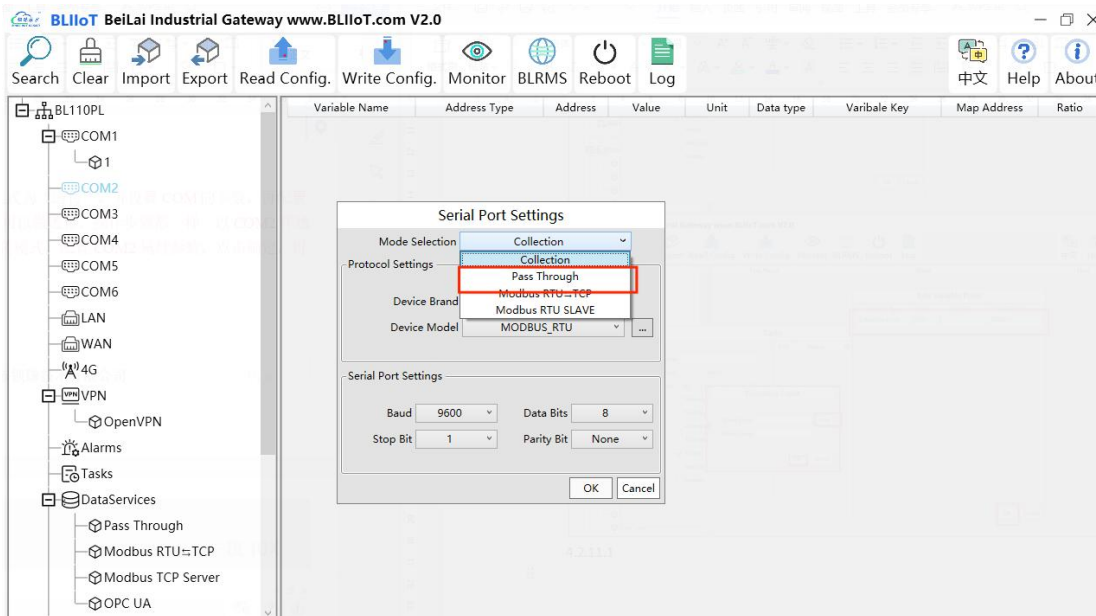 BLIIoT BeiLai Industrial Gateway www.BLIIoT.com V2.0
Search Clear Import Export Read Config. Write Config. Monitor BLRMS Reboot Log 中文 Help About
BL110PL
COM1
1
COM2
COM3
COM4
COM5
COM6
LAN
WAN
4G
VPN
OpenVPN
Alarms
Tasks
DataServices
Pass Through
Modbus RTU⇆TCP
Modbus TCP Server
OPC UA
Variable Name Address Type Address Value Unit Data type Varibale Key Map Address Ratio
Serial Port Settings
Mode Selection Collection
Collection
Pass Through
Modbus RTU⇆TCP
Modbus RTU SLAVE
Protocol Settings
Device Brand
Device Model MODBUS_RTU ...
Serial Port Settings
Baud 9600 Data Bits 8
Stop Bit 1 Parity Bit None
OK Cancel
4.2.11.1